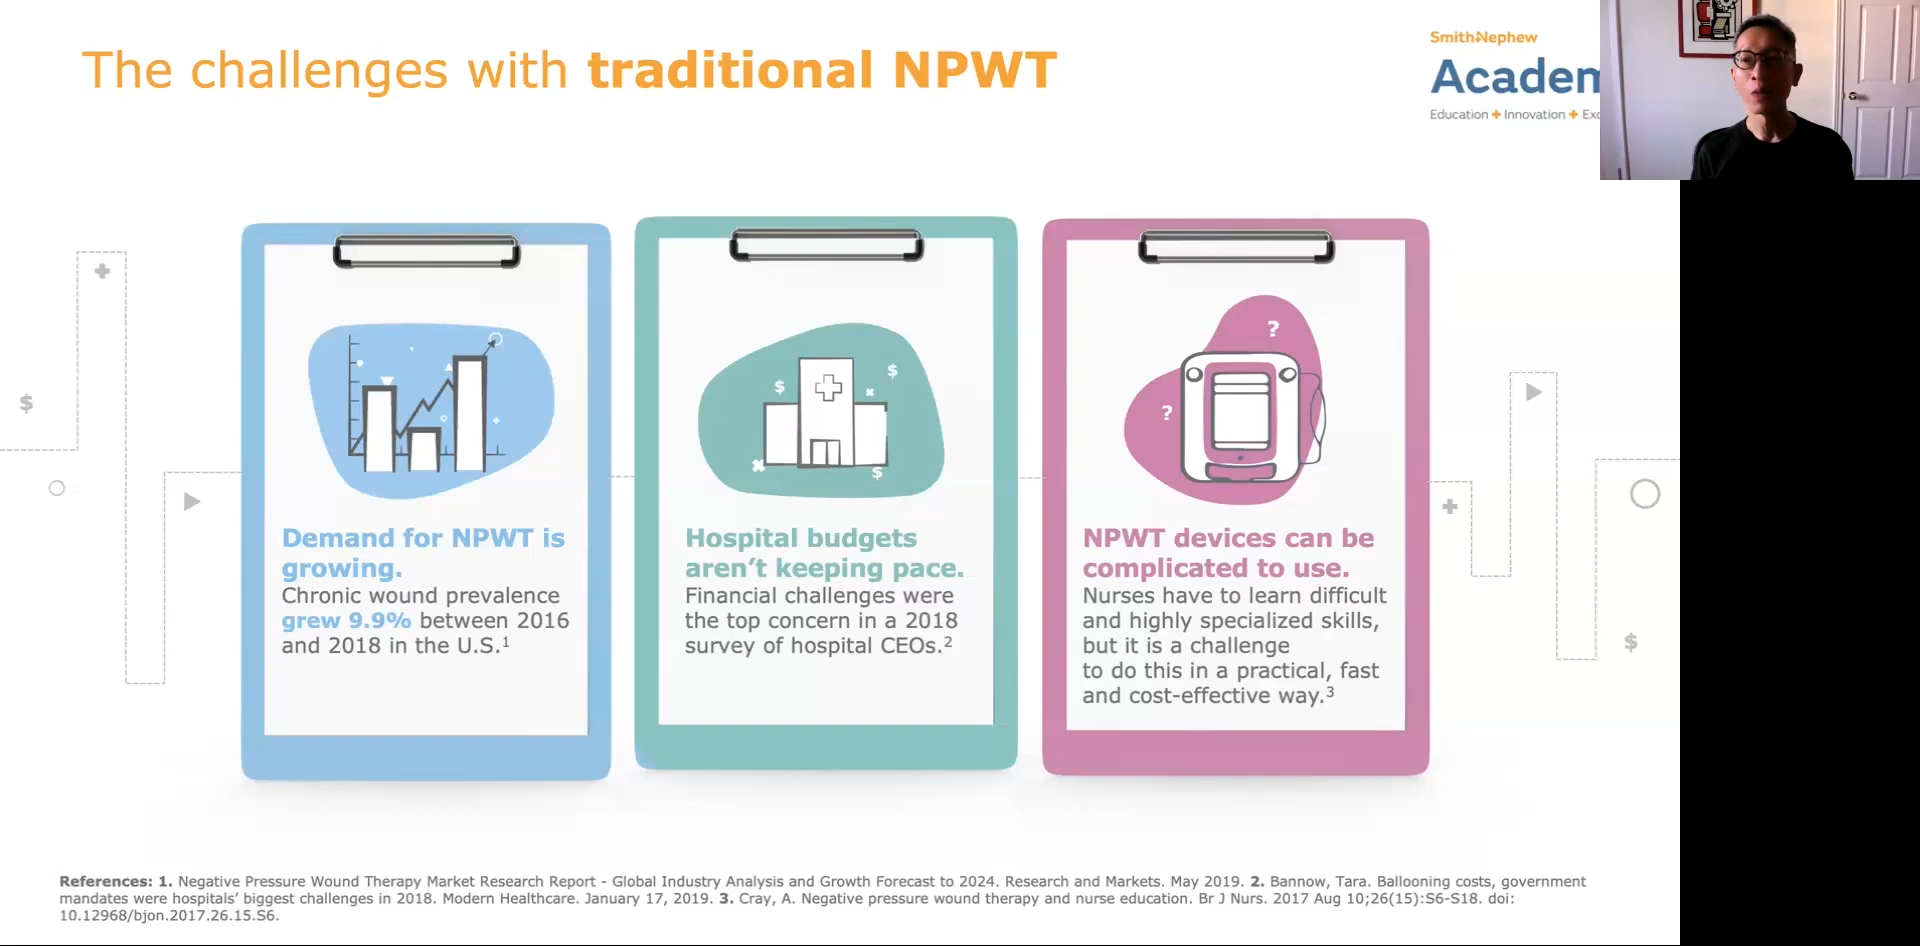 The challenges with traditional NPWT
Smith+Nephew
Academ
Education + Innovation + Exc
Demand for NPWT is
growing.
Chronic wound prevalence
grew 9.9% between 2016
and 2018 in the U.S.¹
Hospital budgets
aren’t keeping pace.
Financial challenges were
the top concern in a 2018
survey of hospital CEOs.²
NPWT devices can be
complicated to use.
Nurses have to learn difficult
and highly specialized skills,
but it is a challenge
to do this in a practical, fast
and cost-effective way.³
References: 1. Negative Pressure Wound Therapy Market Research Report - Global Industry Analysis and Growth Forecast to 2024. Research and Markets. May 2019. 2. Bannow, Tara. Ballooning costs, government
mandates were hospitals’ biggest challenges in 2018. Modern Healthcare. January 17, 2019. 3. Cray, A. Negative pressure wound therapy and nurse education. Br J Nurs. 2017 Aug 10;26(15):S6-S18. doi:
10.12968/bjon.2017.26.15.S6.